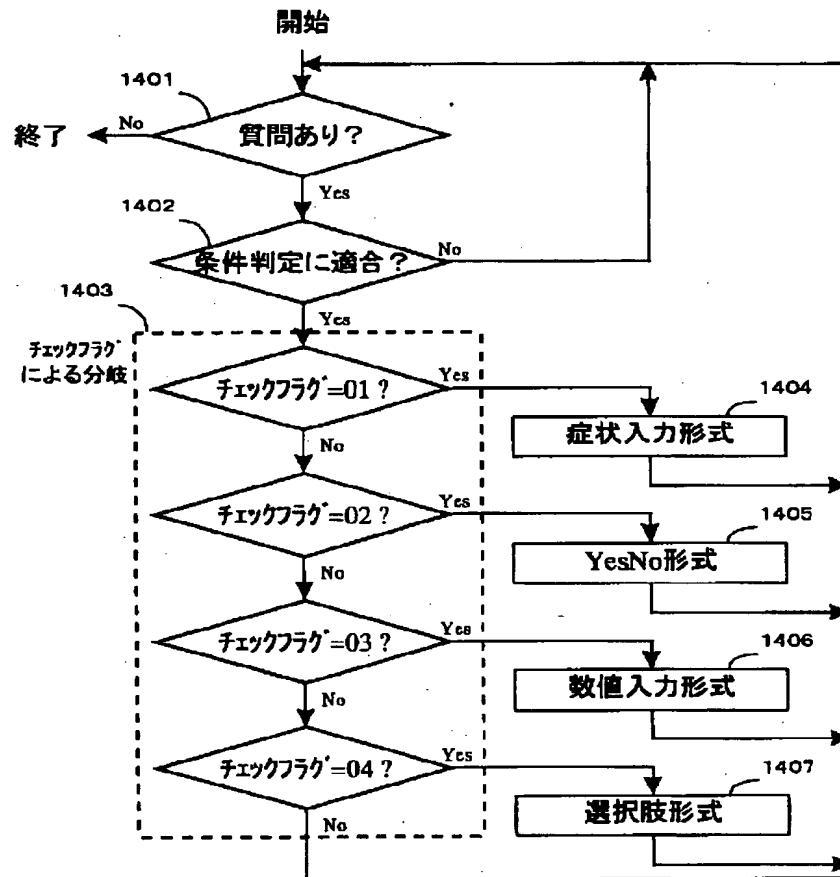 開始
1401
質問あり?
No
終了
Yes
1402
条件判定に適合?
No
Yes
1403
チェックフラグ
による分岐
チェックフラグ=01?
Yes
1404
症状入力形式
No
チェックフラグ=02?
Yes
1405
YesNo形式
No
チェックフラグ=03?
Yes
1406
数値入力形式
No
チェックフラグ=04?
Yes
1407
選択肢形式
No